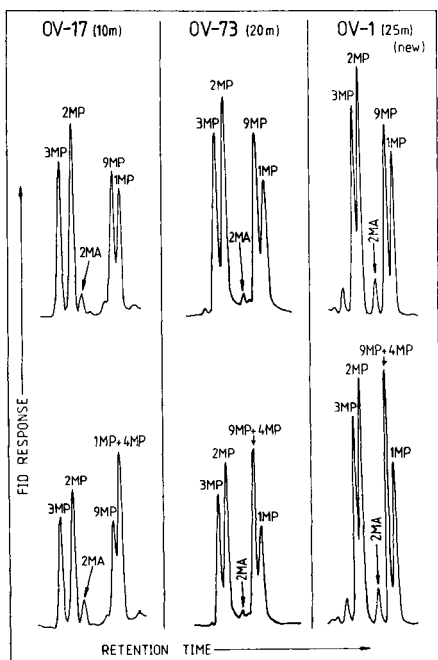 OV-17 (10m) OV-73 (20m) OV-1 (25m)
(new)
2MP
3MP
9MP
1MP
2MA
2MP
3MP
9MP
1MP
2MA
2MP
3MP
9MP
1MP
2MA
1MP+4MP
2MP
3MP
9MP
2MA
9MP+4MP
2MP
3MP
1MP
2MA
9MP+4MP
2MP
3MP
1MP
2MA
FID RESPONSE
RETENTION TIME